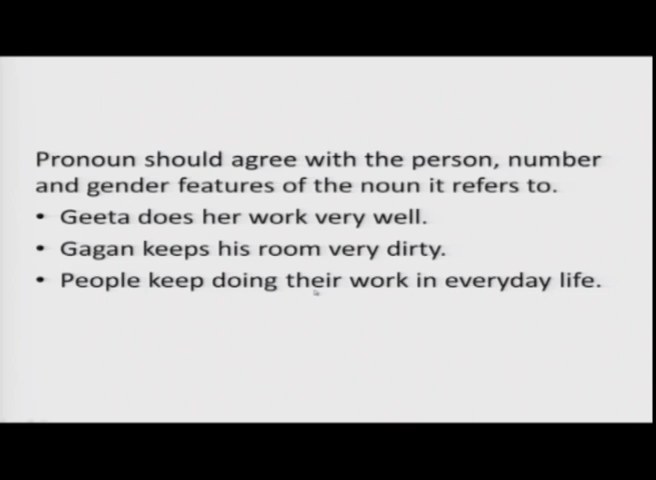 Pronoun should agree with the person, number
and gender features of the noun it refers to.
• Geeta does her work very well.
• Gagan keeps his room very dirty.
• People keep doing their work in everyday life.